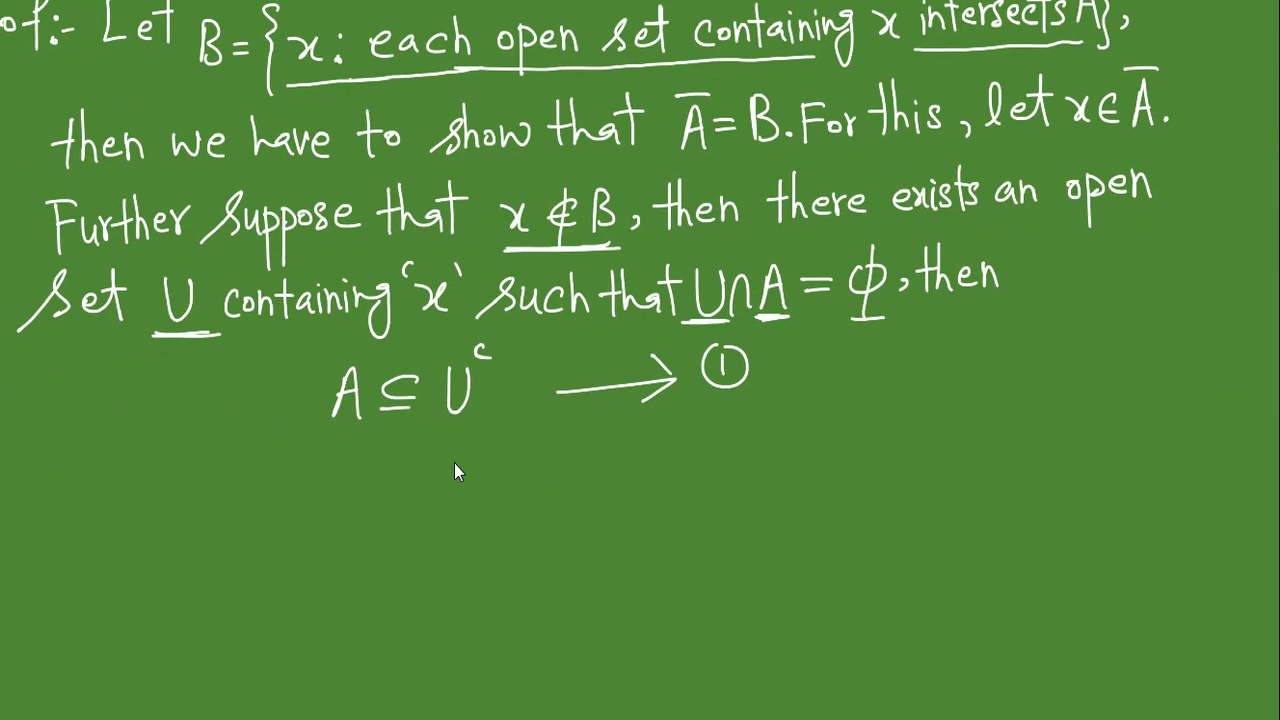 of:- Let B = { x : each open set containing x intersects A },
then we have to show that A̅ = B. For this, let x ∈ A̅.
Further suppose that x ∉ B, then there exists an open
set U containing 'x' such that U ∩ A = ϕ, then
A ⊆ Uᶜ ⟶ ①